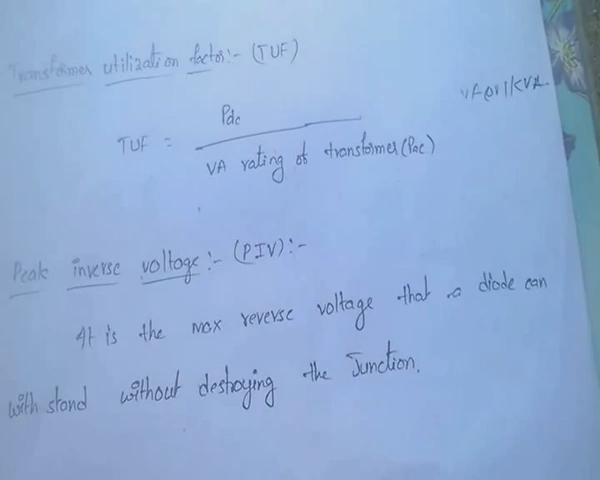 Transformer utilization factor:- (TUF)
VA or KVA
TUF = Pdc
VA rating of transformer (Pac)
Peak inverse voltage :- (PIV) :-
It is the max reverse voltage that a diode can
with stand without destroying the Junction.